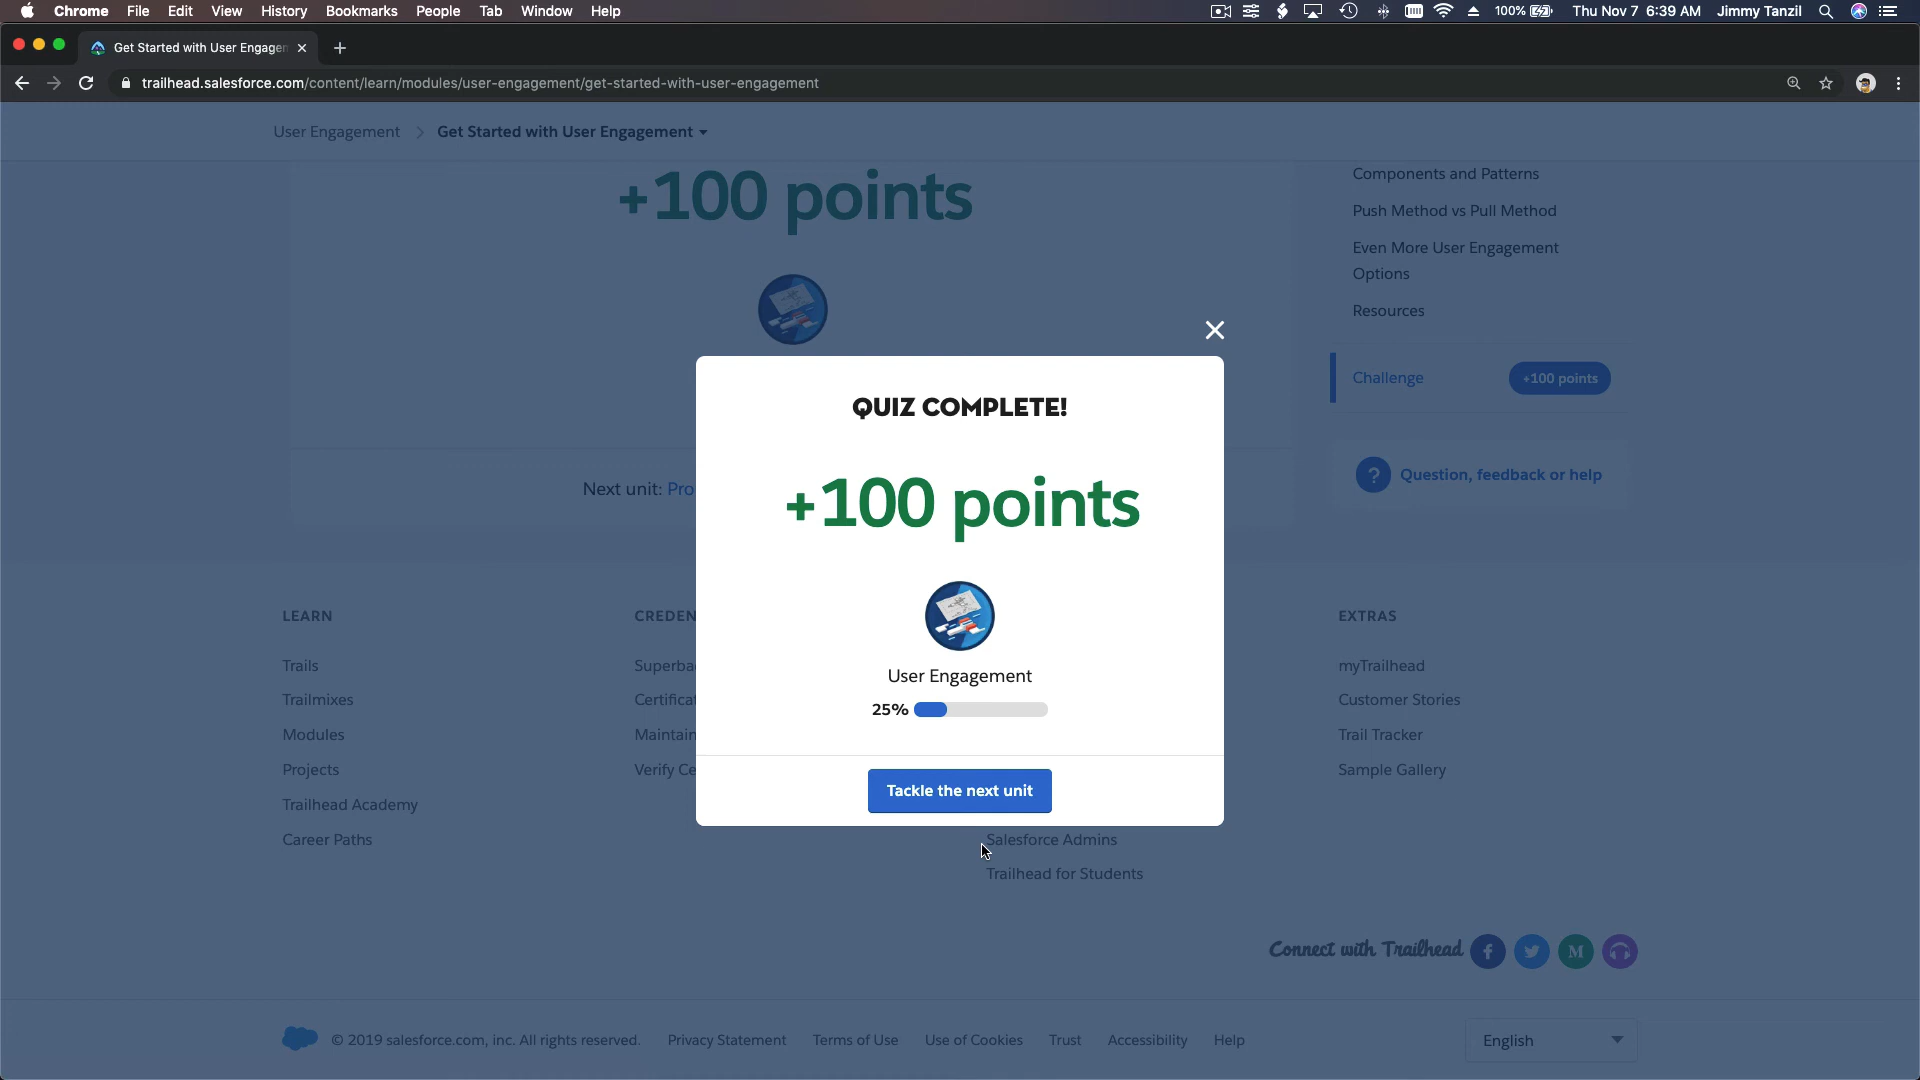 Chrome File Edit View History Bookmarks People Tab Window Help 100% Thu Nov 7 6:39 AM Jimmy Tanzil
Get Started with User Engagem
trailhead.salesforce.com/content/learn/modules/user-engagement/get-started-with-user-engagement
User Engagement > Get Started with User Engagement
+100 points
Components and Patterns
Push Method vs Pull Method
Even More User Engagement
Options
Resources
Challenge +100 points
? Question, feedback or help
Next unit: Pro
QUIZ COMPLETE!
+100 points
User Engagement
25%
Tackle the next unit
LEARN
Trails
Trailmixes
Modules
Projects
Trailhead Academy
Career Paths
CREDEN
Superba
Certificat
Maintain
Verify Ce
Salesforce Admins
Trailhead for Students
EXTRAS
myTrailhead
Customer Stories
Trail Tracker
Sample Gallery
Connect with Trailhead
© 2019 salesforce.com, inc. All rights reserved. Privacy Statement Terms of Use Use of Cookies Trust Accessibility Help English